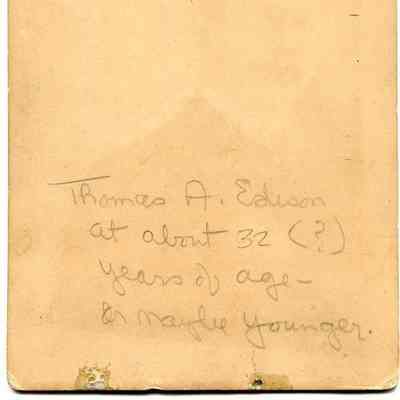 Thomas A. Edison
at about 32 (?)
years of age -
or maybe younger.